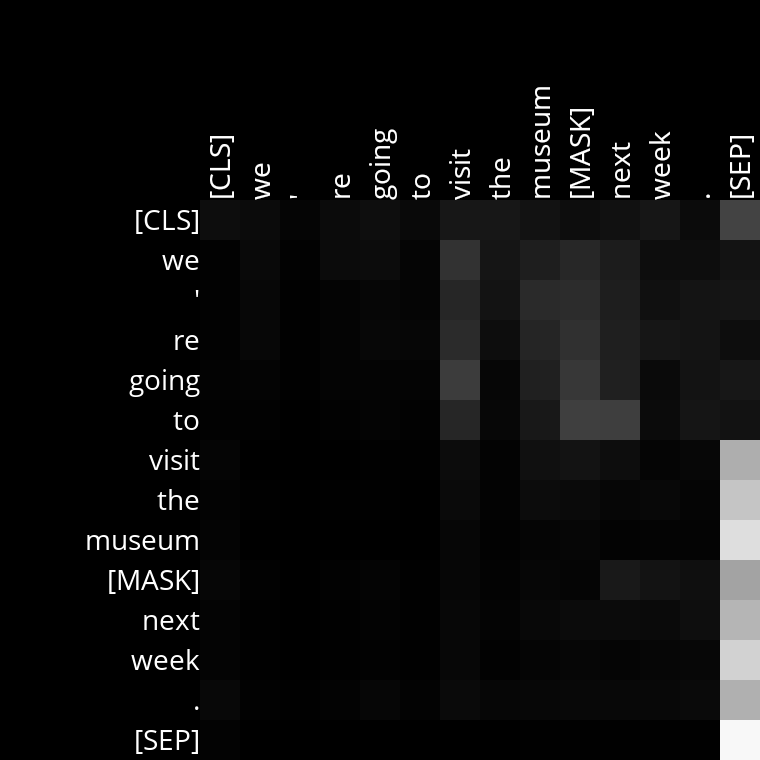 [CLS] we ' re going to visit the museum [MASK] next week . [SEP]
[CLS]
we
'
re
going
to
visit
the
museum
[MASK]
next
week
.
[SEP]